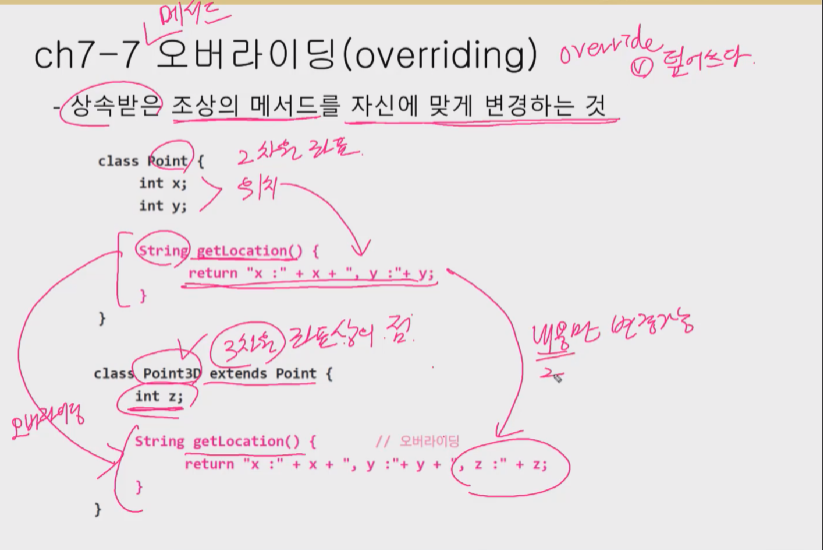 메서드
ch7-7 오버라이딩(overriding) override ⓥ 덮어쓰다.
- 상속받은 조상의 메서드를 자신에 맞게 변경하는 것
class Point { 2차원 좌표.
int x; 위치
int y;
String getLocation() {
return "x :" + x + ", y :"+ y;
}
}
내용만 변경가능
3차원 좌표상의 점.
class Point3D extends Point {
int z;
오버라이딩
String getLocation() { // 오버라이딩
return "x :" + x + ", y :"+ y + ", z :" + z;
}
}